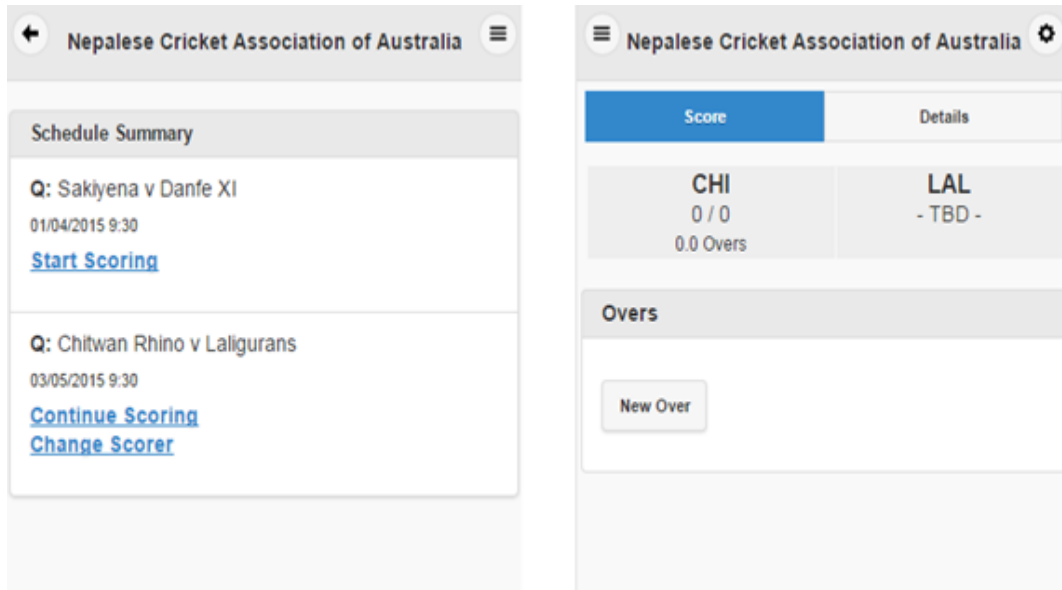 Nepalese Cricket Association of Australia
Schedule Summary
Q: Sakiyena v Danfe XI
01/04/2015 9:30
Start Scoring
Q: Chitwan Rhino v Laligurans
03/05/2015 9:30
Continue Scoring
Change Scorer
Nepalese Cricket Association of Australia
Score Details
CHI LAL
0 / 0 - TBD -
0.0 Overs
Overs
New Over